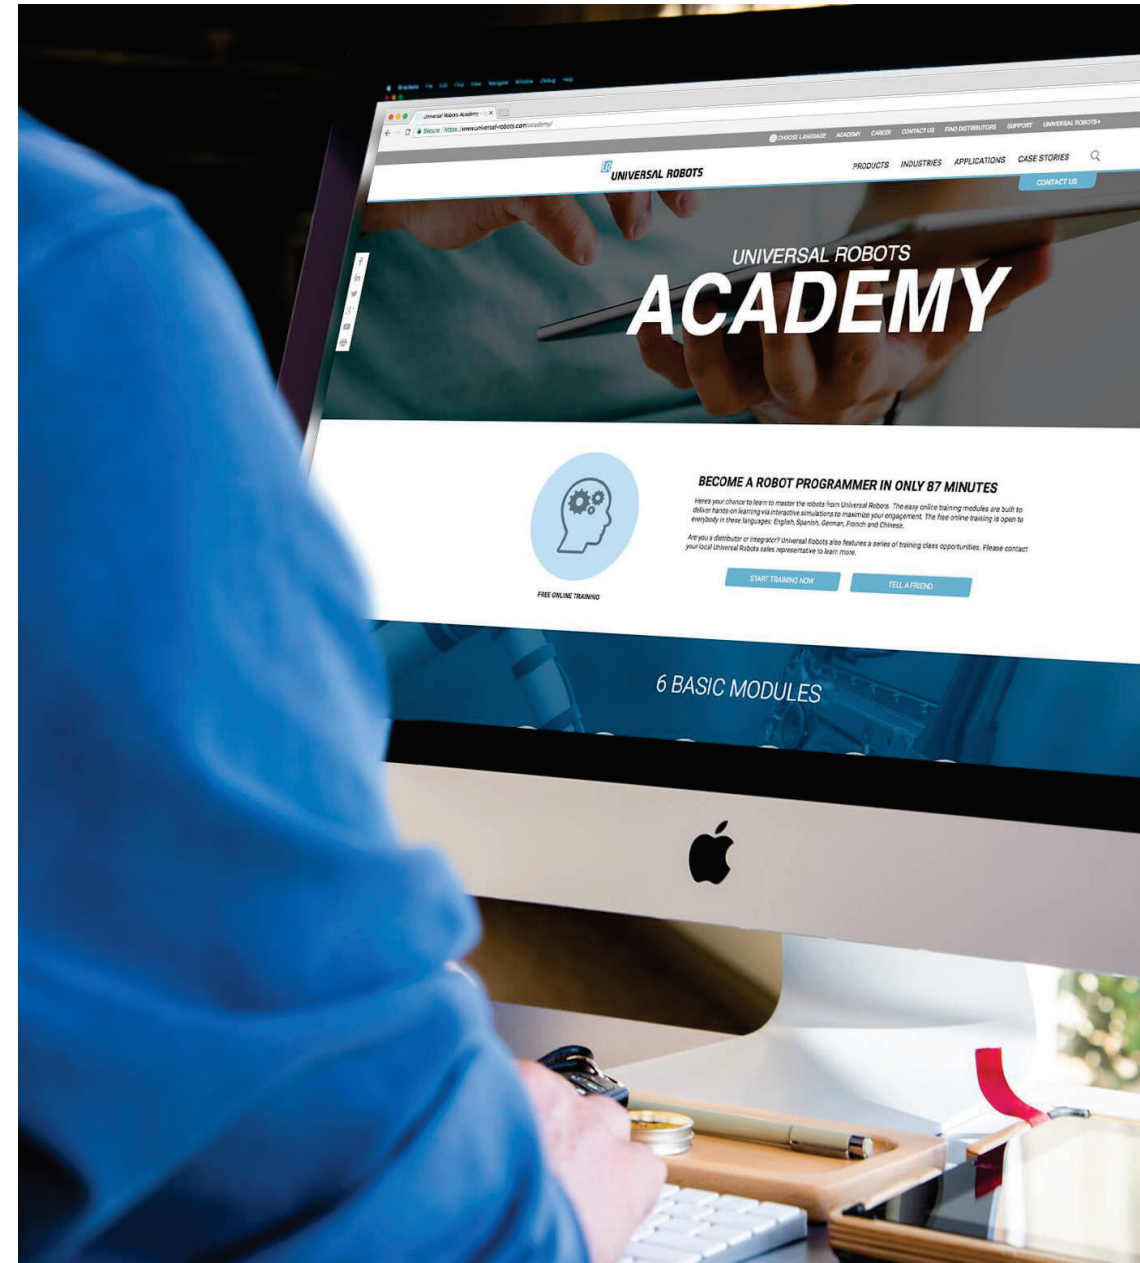 Universal Robots Academy
Secure | https://www.universal-robots.com/academy/
CHOOSE LANGUAGE ACADEMY CAREER CONTACT US FIND DISTRIBUTORS SUPPORT UNIVERSAL ROBOTS+
UR UNIVERSAL ROBOTS
PRODUCTS INDUSTRIES APPLICATIONS CASE STORIES
CONTACT US
f
in
UNIVERSAL ROBOTS
ACADEMY
BECOME A ROBOT PROGRAMMER IN ONLY 87 MINUTES
Here's your chance to learn to master the robots from Universal Robots. The easy online training modules are built to
deliver hands-on learning via interactive simulations to maximize your engagement. The free online training is open to
everybody in these languages: English, Spanish, German, French and Chinese.
Are you a distributor or integrator? Universal Robots also features a series of training class opportunities. Please contact
your local Universal Robots sales representative to learn more.
START TRAINING NOW TELL A FRIEND
FREE ONLINE TRAINING
6 BASIC MODULES